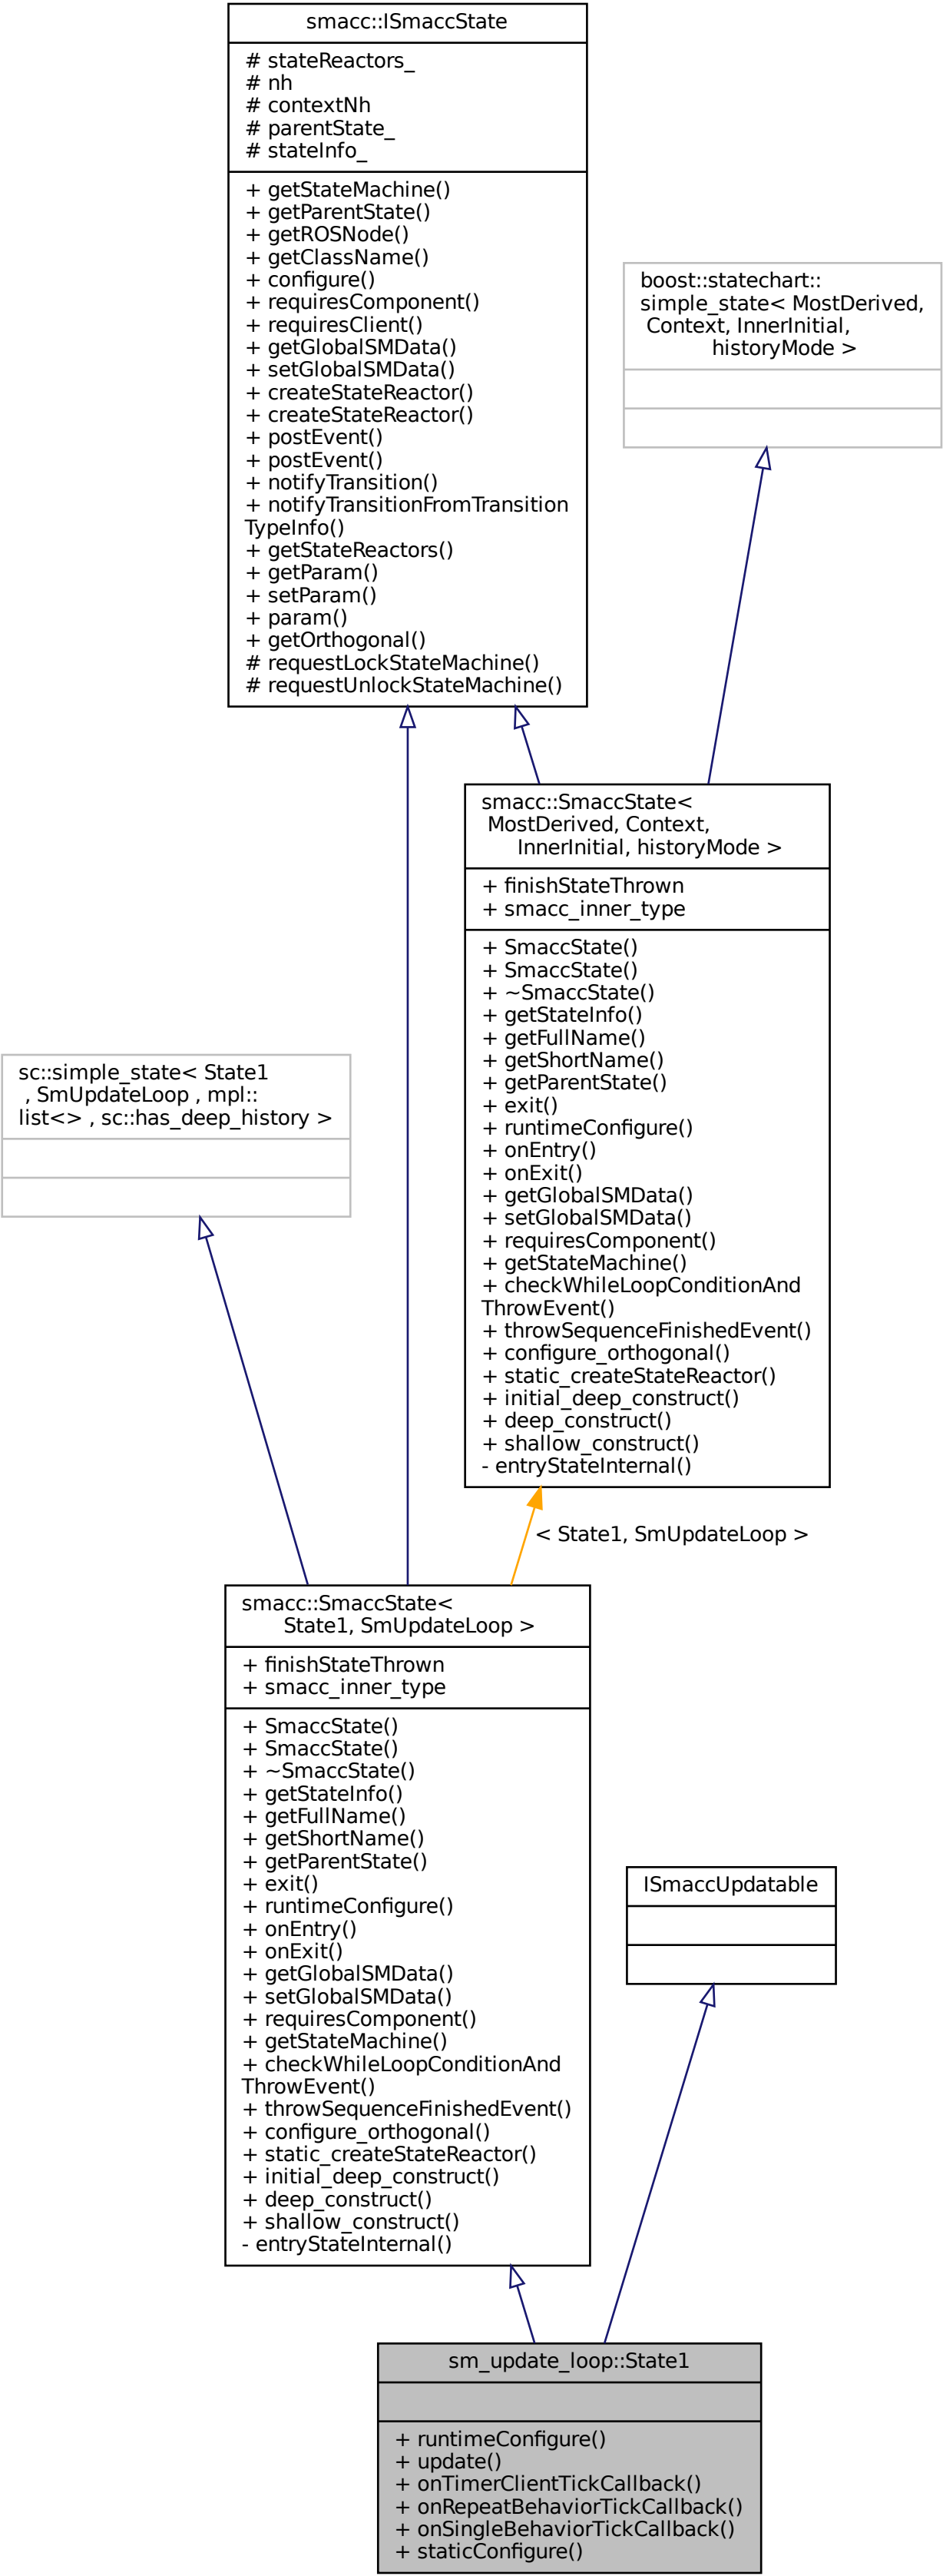 smacc::ISmaccState
# stateReactors_
# nh
# contextNh
# parentState_
# stateInfo_
+ getStateMachine()
+ getParentState()
+ getROSNode()
+ getClassName()
+ configure()
+ requiresComponent()
+ requiresClient()
+ getGlobalSMData()
+ setGlobalSMData()
+ createStateReactor()
+ createStateReactor()
+ postEvent()
+ postEvent()
+ notifyTransition()
+ notifyTransitionFromTransition
TypeInfo()
+ getStateReactors()
+ getParam()
+ setParam()
+ param()
+ getOrthogonal()
# requestLockStateMachine()
# requestUnlockStateMachine()
boost::statechart::
simple_state< MostDerived,
Context, InnerInitial,
historyMode >
smacc::SmaccState<
MostDerived, Context,
InnerInitial, historyMode >
+ finishStateThrown
+ smacc_inner_type
+ SmaccState()
+ SmaccState()
+ ~SmaccState()
+ getStateInfo()
+ getFullName()
+ getShortName()
+ getParentState()
+ exit()
+ runtimeConfigure()
+ onEntry()
+ onExit()
+ getGlobalSMData()
+ setGlobalSMData()
+ requiresComponent()
+ getStateMachine()
+ checkWhileLoopConditionAnd
ThrowEvent()
+ throwSequenceFinishedEvent()
+ configure_orthogonal()
+ static_createStateReactor()
+ initial_deep_construct()
+ deep_construct()
+ shallow_construct()
- entryStateInternal()
sc::simple_state< State1
, SmUpdateLoop , mpl::
list<> , sc::has_deep_history >
< State1, SmUpdateLoop >
smacc::SmaccState<
State1, SmUpdateLoop >
+ finishStateThrown
+ smacc_inner_type
+ SmaccState()
+ SmaccState()
+ ~SmaccState()
+ getStateInfo()
+ getFullName()
+ getShortName()
+ getParentState()
+ exit()
+ runtimeConfigure()
+ onEntry()
+ onExit()
+ getGlobalSMData()
+ setGlobalSMData()
+ requiresComponent()
+ getStateMachine()
+ checkWhileLoopConditionAnd
ThrowEvent()
+ throwSequenceFinishedEvent()
+ configure_orthogonal()
+ static_createStateReactor()
+ initial_deep_construct()
+ deep_construct()
+ shallow_construct()
- entryStateInternal()
ISmaccUpdatable
sm_update_loop::State1
+ runtimeConfigure()
+ update()
+ onTimerClientTickCallback()
+ onRepeatBehaviorTickCallback()
+ onSingleBehaviorTickCallback()
+ staticConfigure()